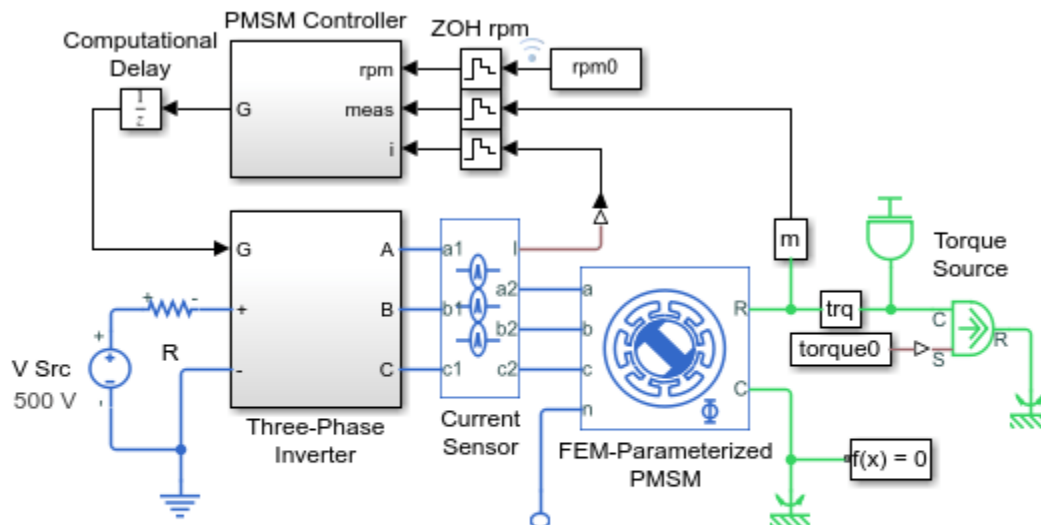 PMSM Controller
ZOH rpm
Computational
Delay
rpm
rpm0
1
z
G
meas
i
G
A
a1
I
m
Torque
Source
a2
a
+
-
+
B
b1
A
A
A
b2
b
R
trq
C
R
torque0
S
V Src
500 V
+
-
R
-
C
c1
c2
c
C
n
Φ
Three-Phase
Inverter
Current
Sensor
FEM-Parameterized
PMSM
f(x) = 0